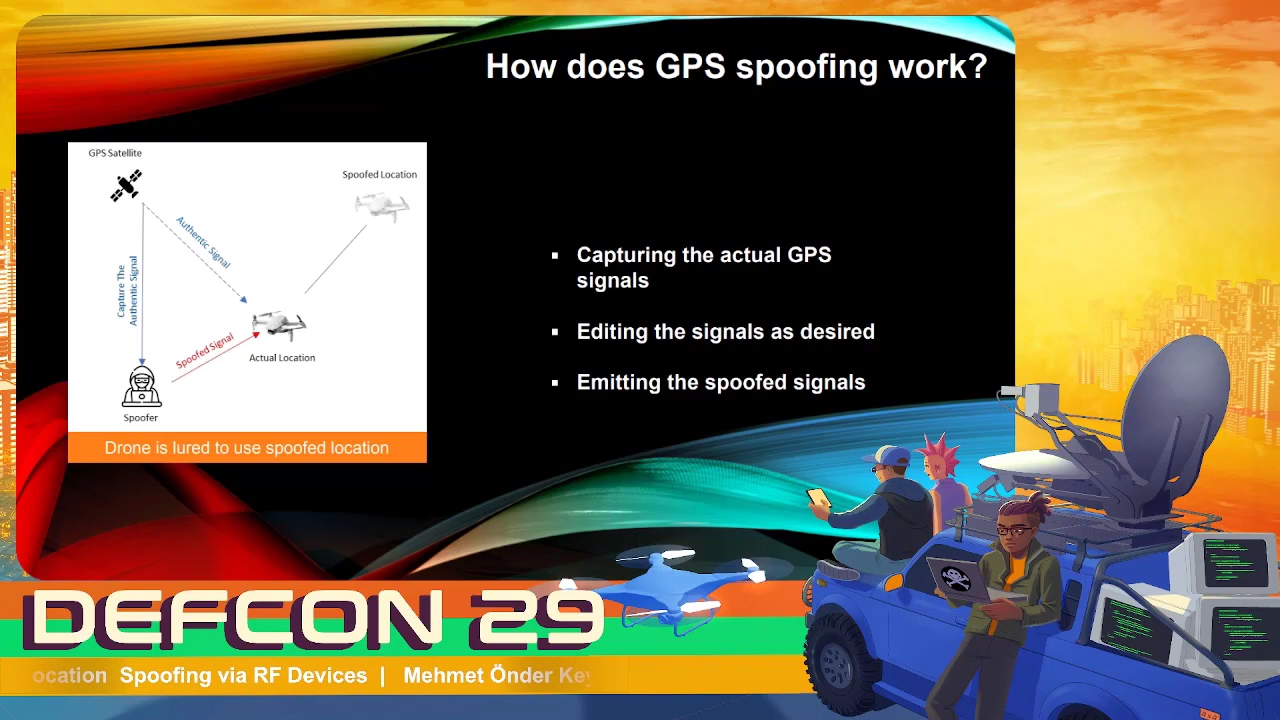 How does GPS spoofing work?
GPS Satellite
Spoofed Location
Authentic Signal
Capture The
Authentic Signal
Spoofed Signal
Actual Location
Spoofer
Drone is lured to use spoofed location
▪ Capturing the actual GPS
signals
▪ Editing the signals as desired
▪ Emitting the spoofed signals
DEFCON 29
ocation Spoofing via RF Devices | Mehmet Önder Key